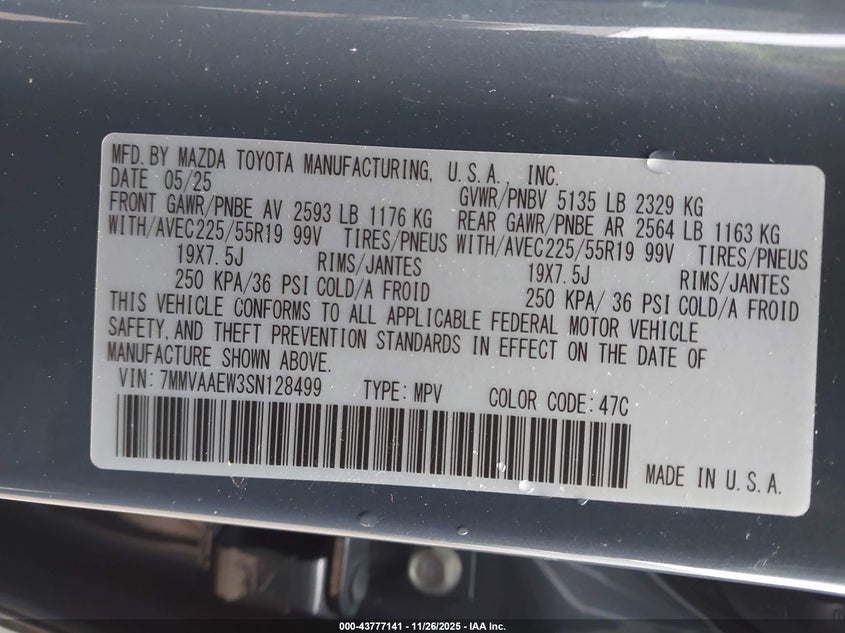 MFD. BY MAZDA TOYOTA MANUFACTURING, U.S.A., INC.
DATE 05/25 GVWR/PNBV 5135 LB 2329 KG
FRONT GAWR/PNBE AV 2593 LB 1176 KG REAR GAWR/PNBE AR 2564 LB 1163 KG
WITH/AVEC225/55R19 99V TIRES/PNEUS WITH/AVEC225/55R19 99V TIRES/PNEUS
19X7.5J RIMS/JANTES 19X7.5J RIMS/JANTES
250 KPA/36 PSI COLD/A FROID 250 KPA/ 36 PSI COLD/A FROID
THIS VEHICLE CONFORMS TO ALL APPLICABLE FEDERAL MOTOR VEHICLE
SAFETY, AND THEFT PREVENTION STANDARDS IN EFFECT ON THE DATE OF
MANUFACTURE SHOWN ABOVE.
VIN: 7MMVAAEW3SN128499 TYPE: MPV COLOR CODE: 47C
MADE IN U.S.A.
000-43777141 - 11/26/2025 - IAA Inc.